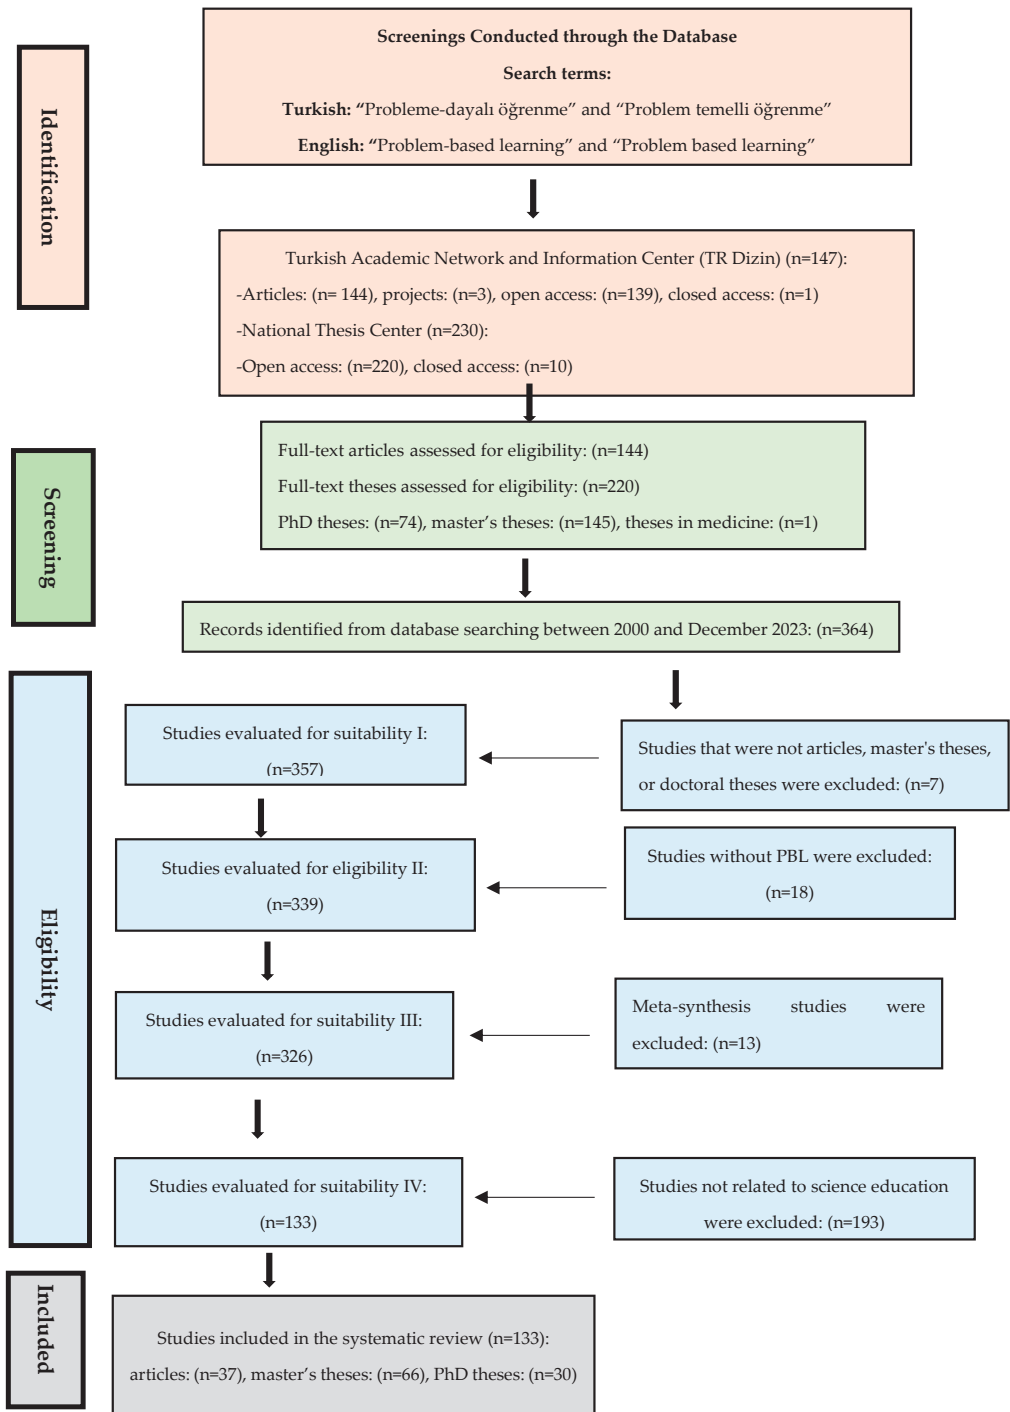 Identification
Screenings Conducted through the Database
Search terms:
Turkish: “Probleme-dayalı öğrenme” and “Problem temelli öğrenme”
English: “Problem-based learning” and “Problem based learning”
Turkish Academic Network and Information Center (TR Dizin) (n=147):
-Articles: (n= 144), projects: (n=3), open access: (n=139), closed access: (n=1)
-National Thesis Center (n=230):
-Open access: (n=220), closed access: (n=10)
Screening
Full-text articles assessed for eligibility: (n=144)
Full-text theses assessed for eligibility: (n=220)
PhD theses: (n=74), master’s theses: (n=145), theses in medicine: (n=1)
Records identified from database searching between 2000 and December 2023: (n=364)
Eligibility
Studies evaluated for suitability I:
(n=357)
Studies that were not articles, master's theses,
or doctoral theses were excluded: (n=7)
Studies evaluated for eligibility II:
(n=339)
Studies without PBL were excluded:
(n=18)
Studies evaluated for suitability III:
(n=326)
Meta-synthesis studies were
excluded: (n=13)
Studies evaluated for suitability IV:
(n=133)
Studies not related to science education
were excluded: (n=193)
Included
Studies included in the systematic review (n=133):
articles: (n=37), master’s theses: (n=66), PhD theses: (n=30)